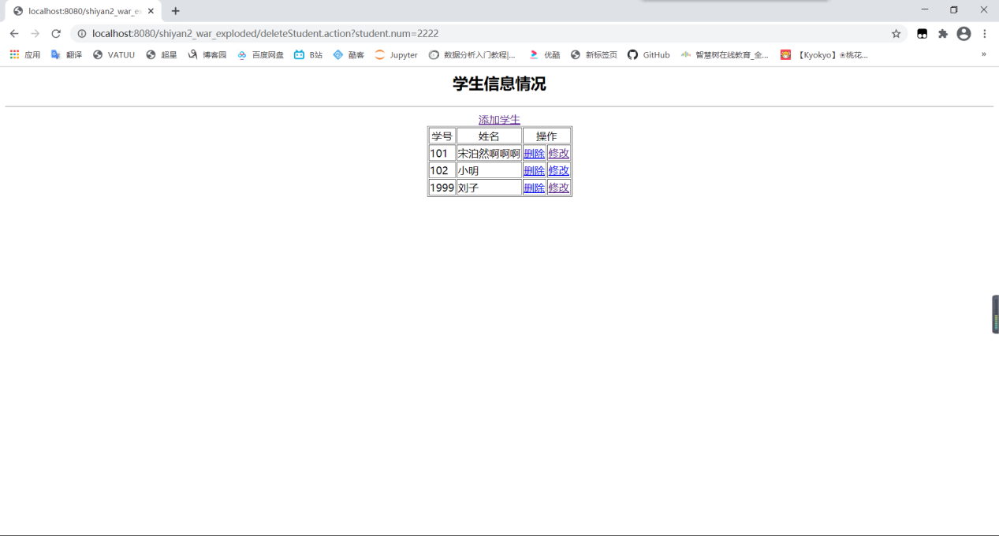 localhost:8080/shiyan2_war_ex
localhost:8080/shiyan2_war_exploded/deleteStudent.action?student.num=2222
应用 翻译 VATUU 超星 博客园 百度网盘 B站 酷客 Jupyter 数据分析入门教程|... 优酷 新标签页 GitHub 智慧树在线教育_全... 【Kyokyo】❀桃花... »
学生信息情况
添加学生
学号 姓名 操作
101 宋泊然啊啊啊 删除 修改
102 小明 删除 修改
1999 刘子 删除 修改